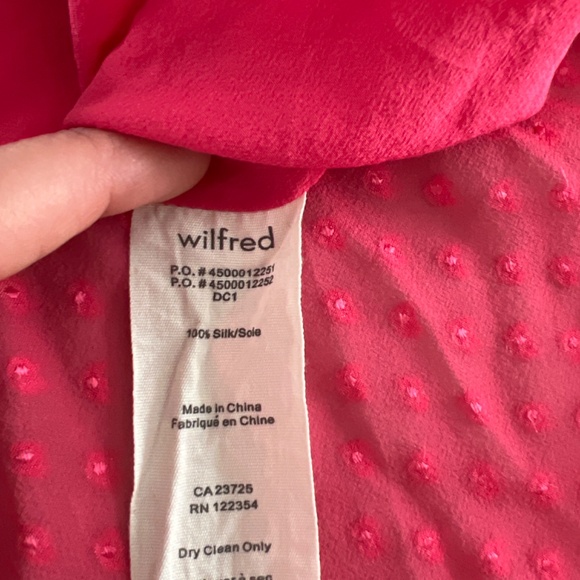 wilfred
P.O. # 4500012251
P.O. # 4500012252
DC1
100% Silk/Soie
Made in China
Fabriqué en Chine
CA 23725
RN 122354
Dry Clean Only